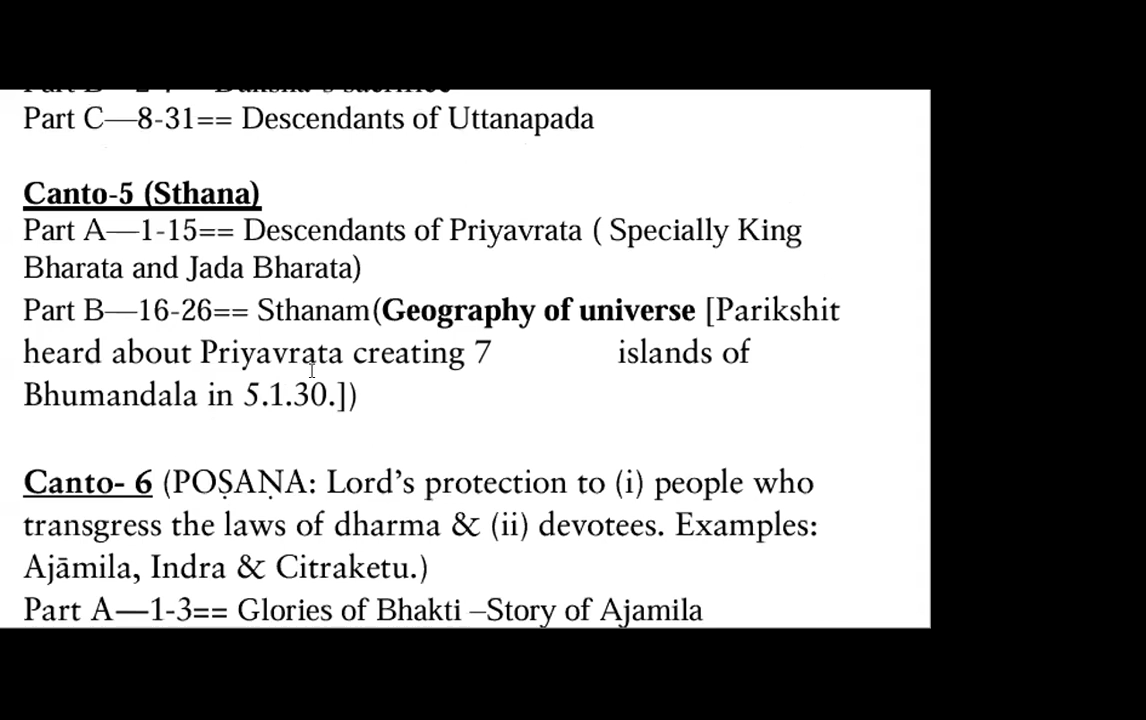 Part C—8-31== Descendants of Uttanapada
Canto-5 (Sthana)
Part A—1-15== Descendants of Priyavrata ( Specially King
Bharata and Jada Bharata)
Part B—16-26== Sthanam(Geography of universe [Parikshit
heard about Priyavrata creating 7 islands of
Bhumandala in 5.1.30.])
Canto- 6 (POṢAṆA: Lord’s protection to (i) people who
transgress the laws of dharma & (ii) devotees. Examples:
Ajāmila, Indra & Citraketu.)
Part A—1-3== Glories of Bhakti –Story of Ajamila